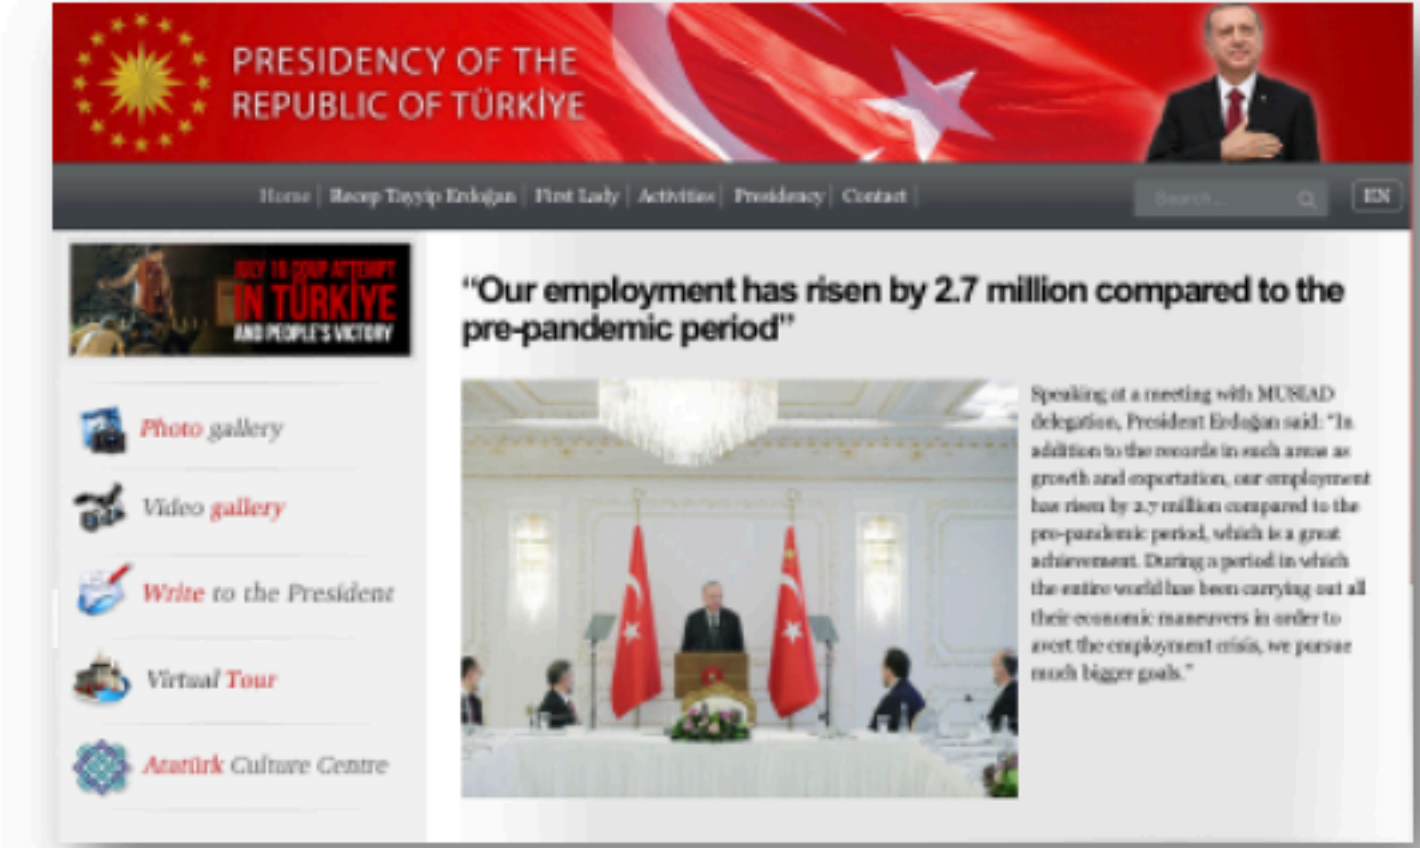 PRESIDENCY OF THE
REPUBLIC OF TÜRKİYE
Home | Recep Tayyip Erdoğan | First Lady | Activities | Presidency | Contact |
Search...
EN
JULY 15 COUP ATTEMPT
IN TÜRKİYE
AND PEOPLE'S VICTORY
Photo gallery
Video gallery
Write to the President
Virtual Tour
Atatürk Culture Centre
“Our employment has risen by 2.7 million compared to the
pre-pandemic period”
Speaking at a meeting with MUSIAD
delegation, President Erdoğan said: “In
addition to the records in such areas as
growth and exportation, our employment
has risen by 2.7 million compared to the
pre-pandemic period, which is a great
achievement. During a period in which
the entire world has been carrying out all
their economic maneuvers in order to
avert the employment crisis, we pursue
much bigger goals.”